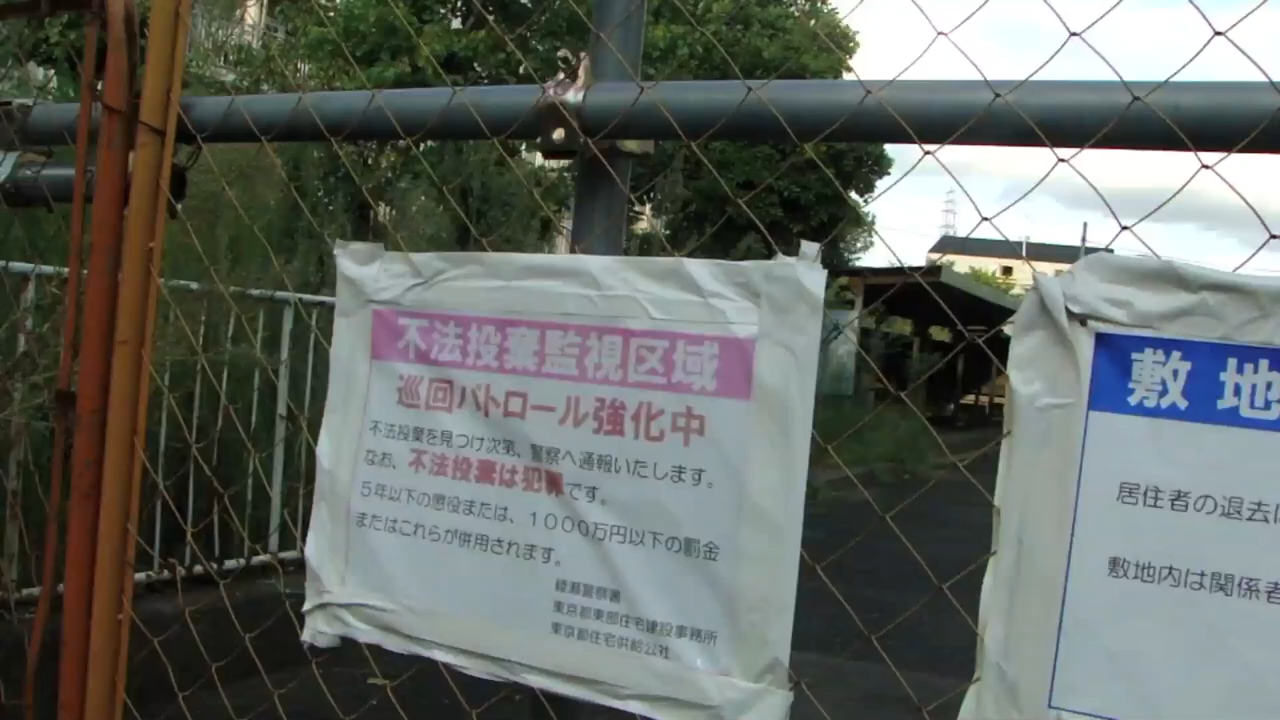 不法投棄監視区域
巡回パトロール強化中
不法投棄を見つけ次第、警察へ通報いたします。
なお、不法投棄は犯罪です。
5年以下の懲役または、1000万円以下の罰金
またはこれらが併用されます。
綾瀬警察署
東京都東部住宅建設事務所
東京都住宅供給公社
敷地
居住者の退去
敷地内は関係者